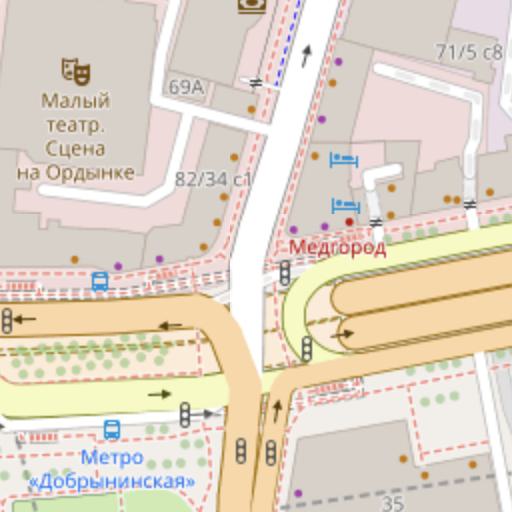 71/5 с8
69А
Малый
театр.
Сцена
на Ордынке
82/34 с1
Медгород
Метро
«Добрынинская»
35